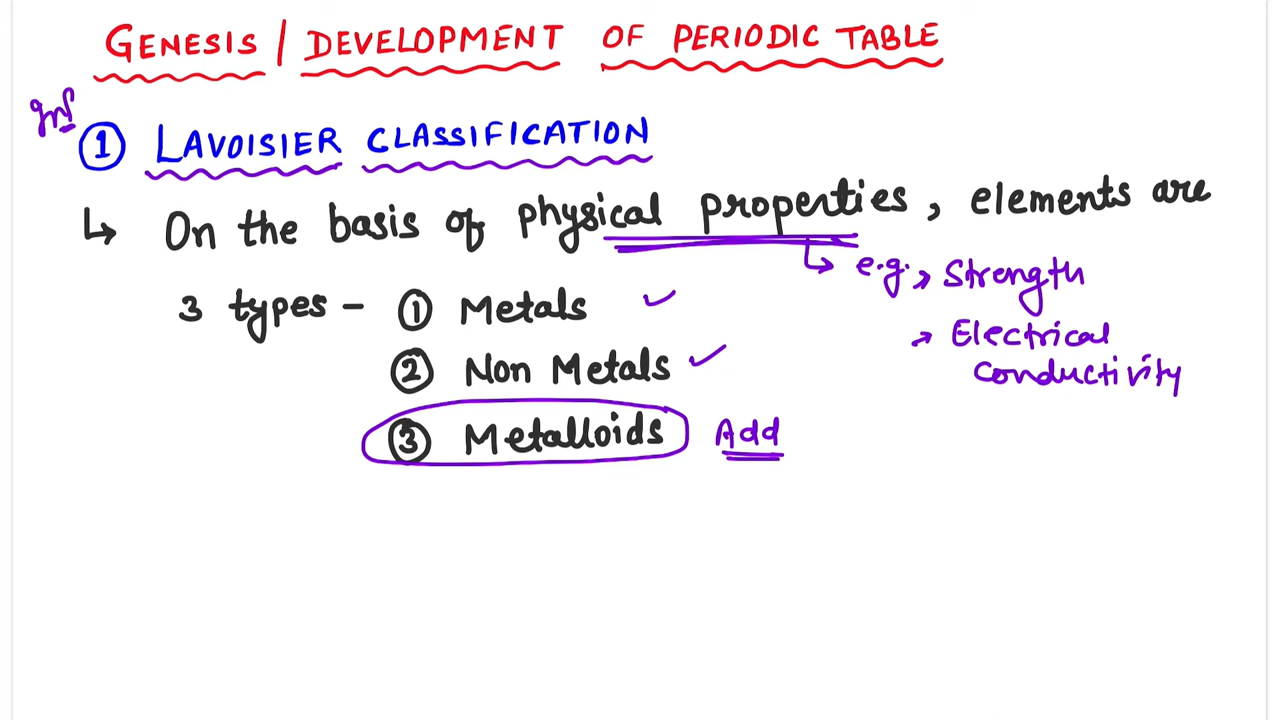 GENESIS / DEVELOPMENT OF PERIODIC TABLE
① LAVOISIER CLASSIFICATION
↳ On the basis of physical properties, elements are
↳ e.g. → Strength
3 types - ① Metals ✓
→ Electrical
② Non Metals ✓
conductivity
③ Metalloids Add